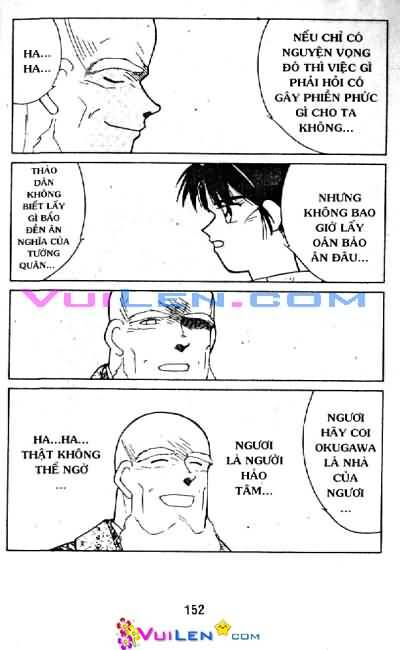 HA...
HA...
NẾU CHỈ CÓ
NGUYỆN VỌNG
ĐÓ THÌ VIỆC GÌ
PHẢI HỎI CÓ
GÂY PHIỀN PHỨC
GÌ CHO TA
KHÔNG...
THẢO
DÂN
KHÔNG
BIẾT LẤY
GÌ BÁO
ĐỀN ÂN
NGHĨA CỦA
TƯỚNG
QUÂN...
NHƯNG
KHÔNG BAO
GIỜ LẤY
OÁN BÁO
ÂN ĐÂU...
VUILEN.COM
HA...HA...
THẬT KHÔNG
THỂ NGỜ
...
NGƯƠI
LÀ NGƯỜI
HẢO
TÂM...
NGƯƠI
HÃY COI
OKUGAWA
LÀ NHÀ
CỦA
NGƯƠI
...
152
VUILEN.COM